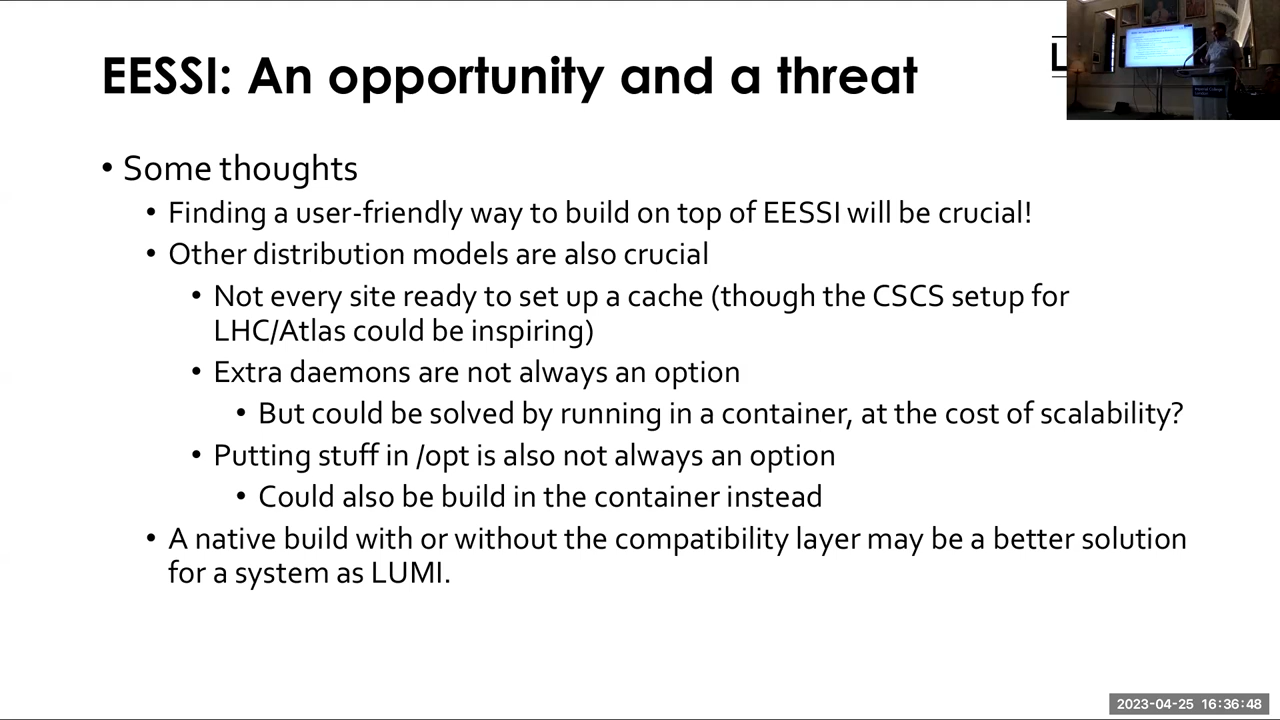 EESSI: An opportunity and a threat
L
• Some thoughts
• Finding a user-friendly way to build on top of EESSI will be crucial!
• Other distribution models are also crucial
• Not every site ready to set up a cache (though the CSCS setup for
LHC/Atlas could be inspiring)
• Extra daemons are not always an option
• But could be solved by running in a container, at the cost of scalability?
• Putting stuff in /opt is also not always an option
• Could also be build in the container instead
• A native build with or without the compatibility layer may be a better solution
for a system as LUMI.
2023-04-25 16:36:48